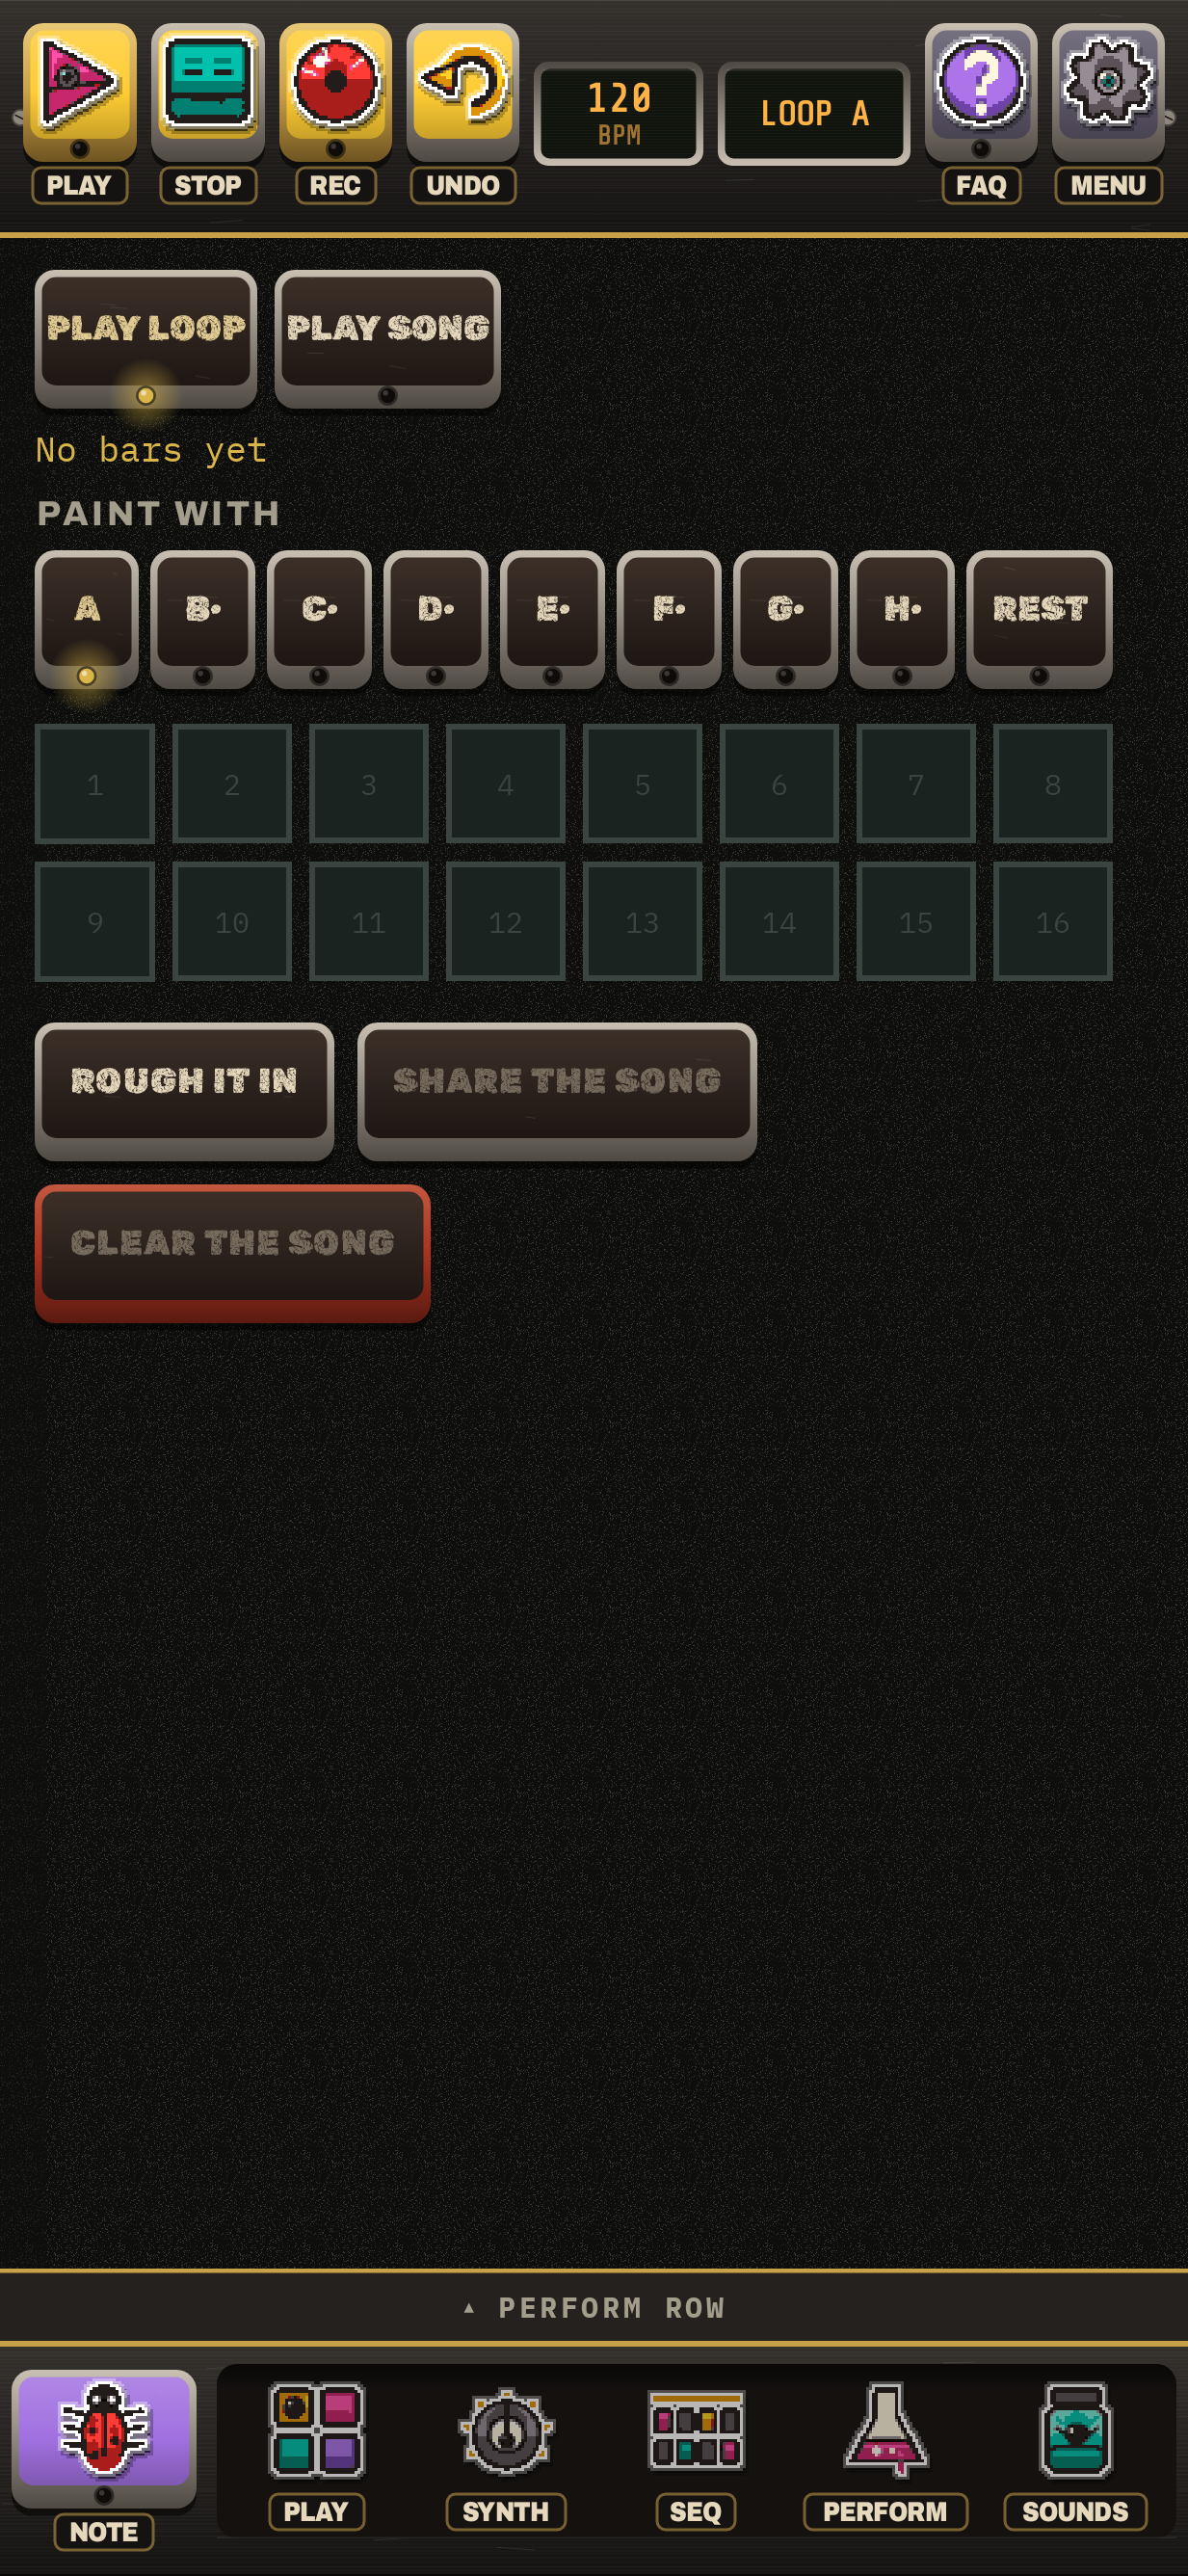 120
BPM
LOOP A
PLAY STOP REC UNDO FAQ MENU
PLAY LOOP PLAY SONG
No bars yet
PAINT WITH
A B• C• D• E• F• G• H• REST
1 2 3 4 5 6 7 8
9 10 11 12 13 14 15 16
ROUGH IT IN SHARE THE SONG
CLEAR THE SONG
▲ PERFORM ROW
NOTE PLAY SYNTH SEQ PERFORM SOUNDS